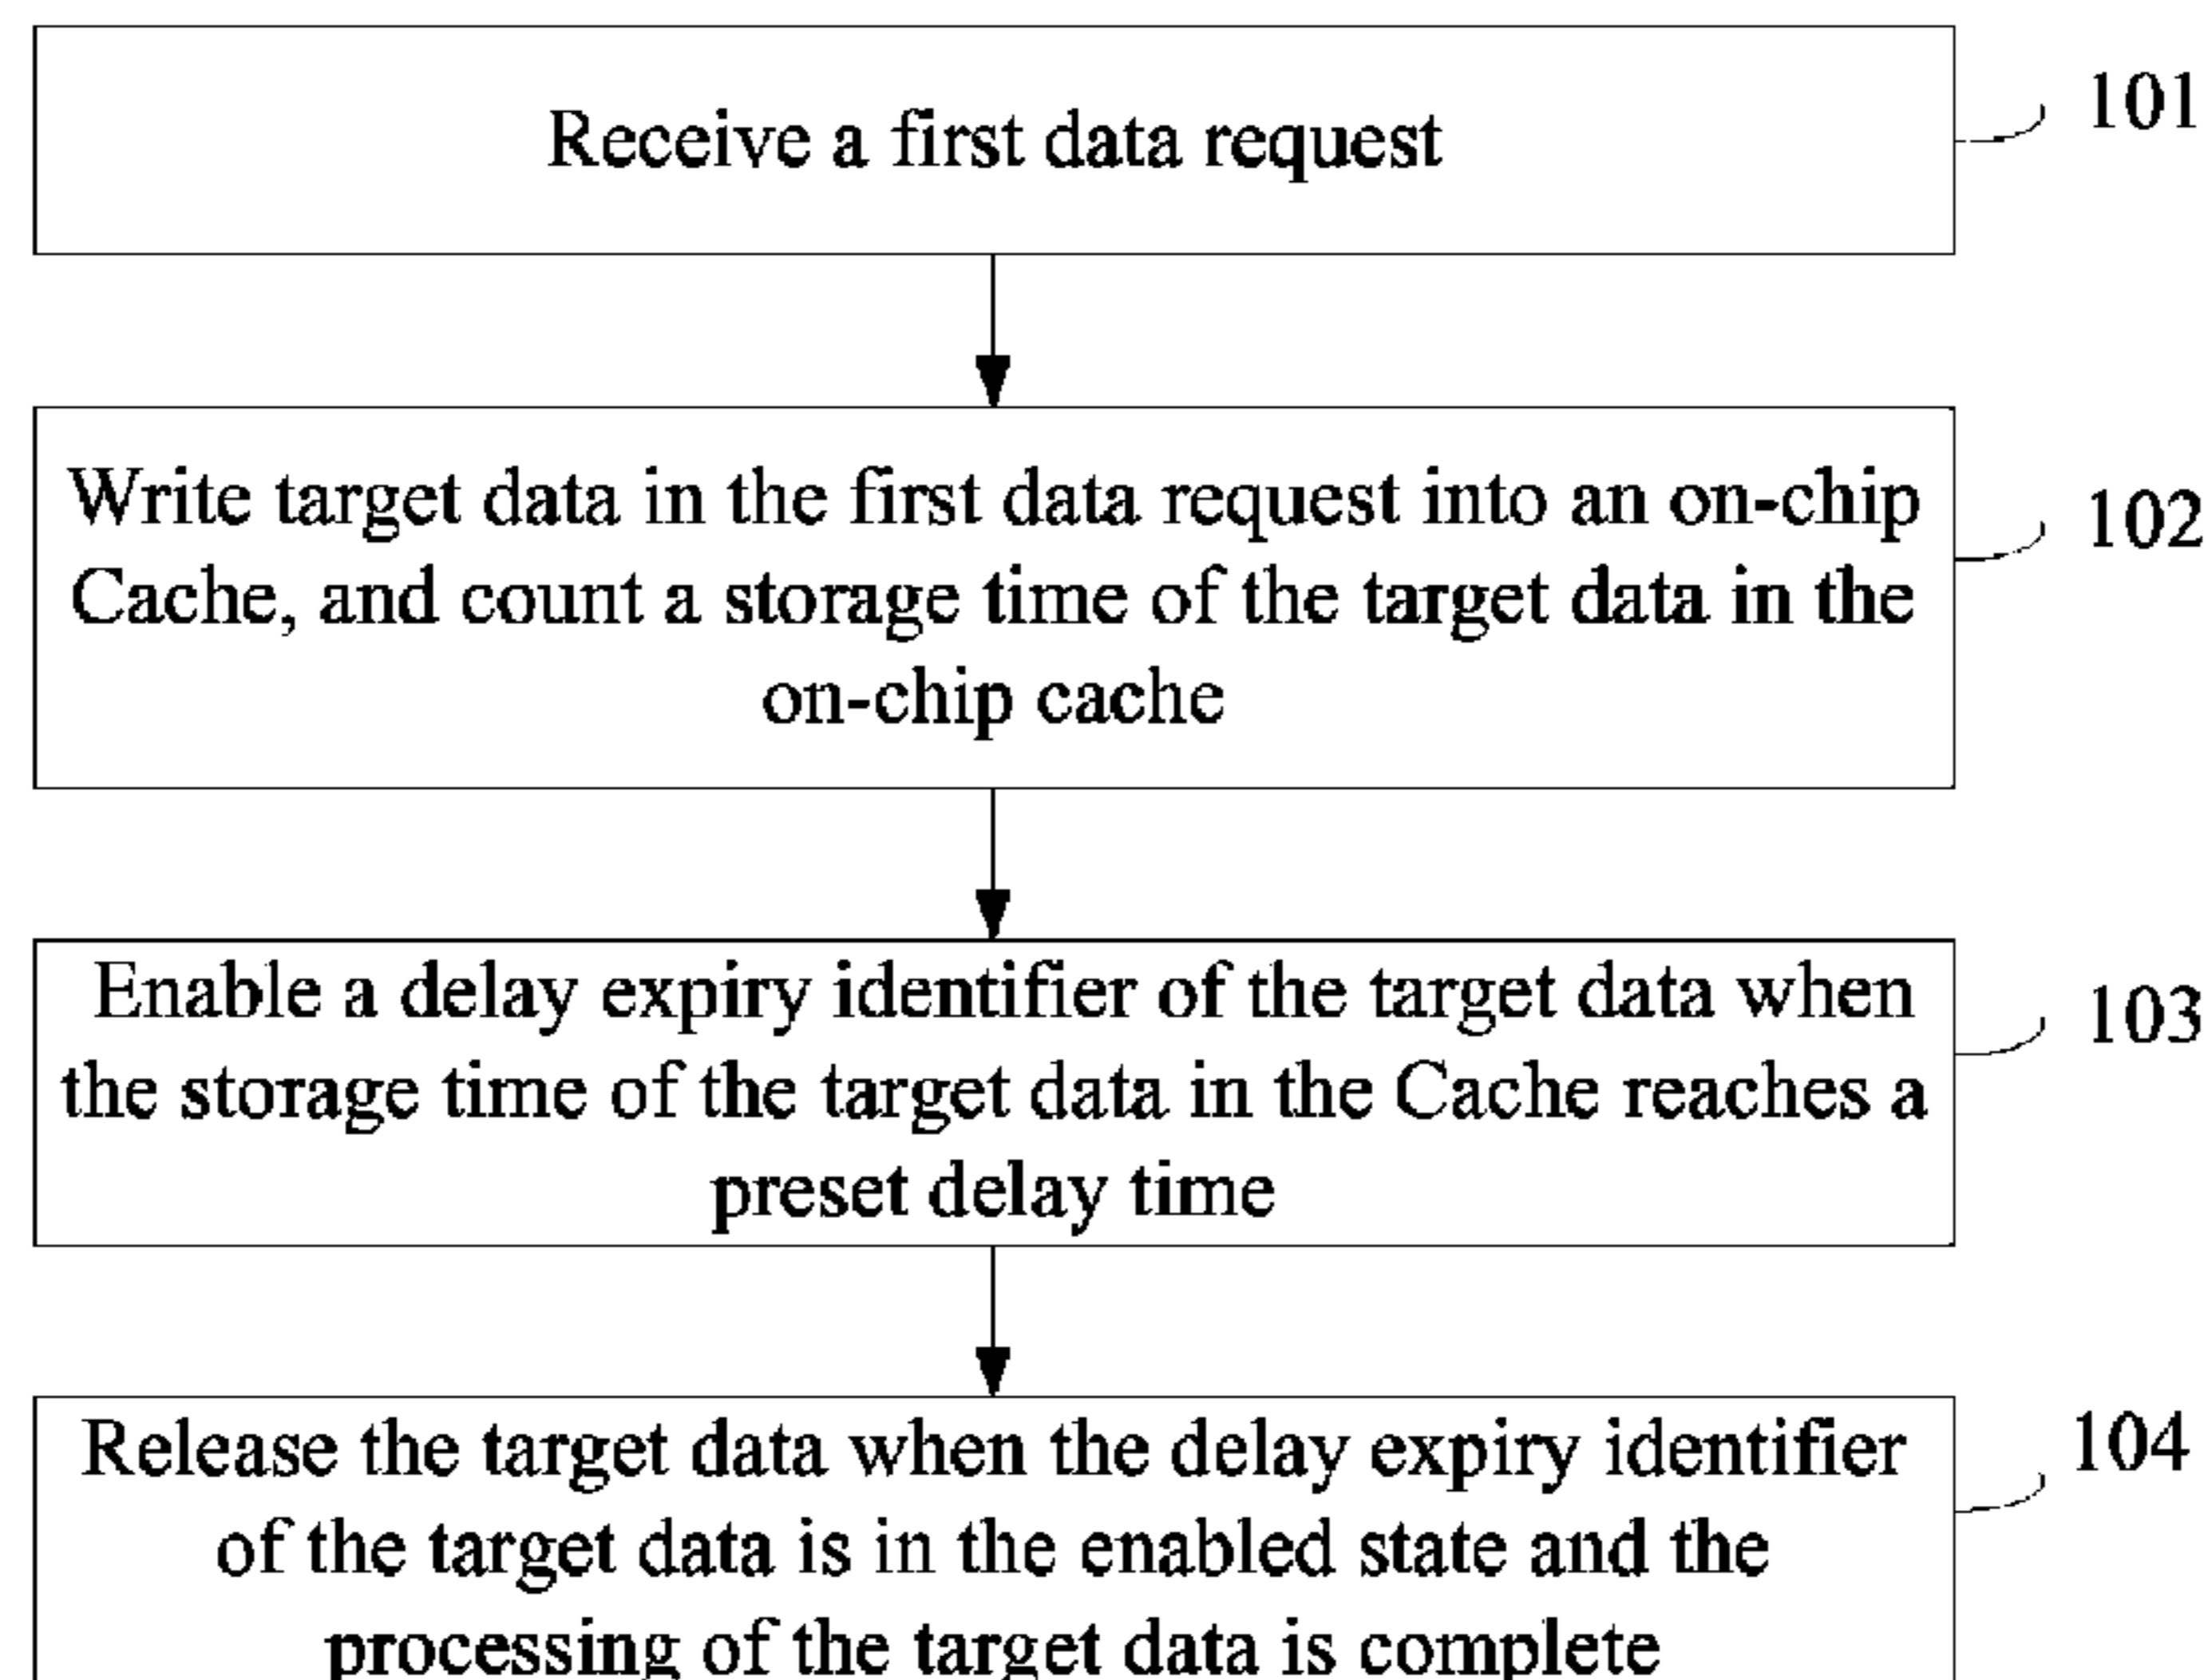 Receive a first data request
101
Write target data in the first data request into an on-chip
Cache, and count a storage time of the target data in the
on-chip cache
102
Enable a delay expiry identifier of the target data when
the storage time of the target data in the Cache reaches a
preset delay time
103
Release the target data when the delay expiry identifier
of the target data is in the enabled state and the
processing of the target data is complete
104